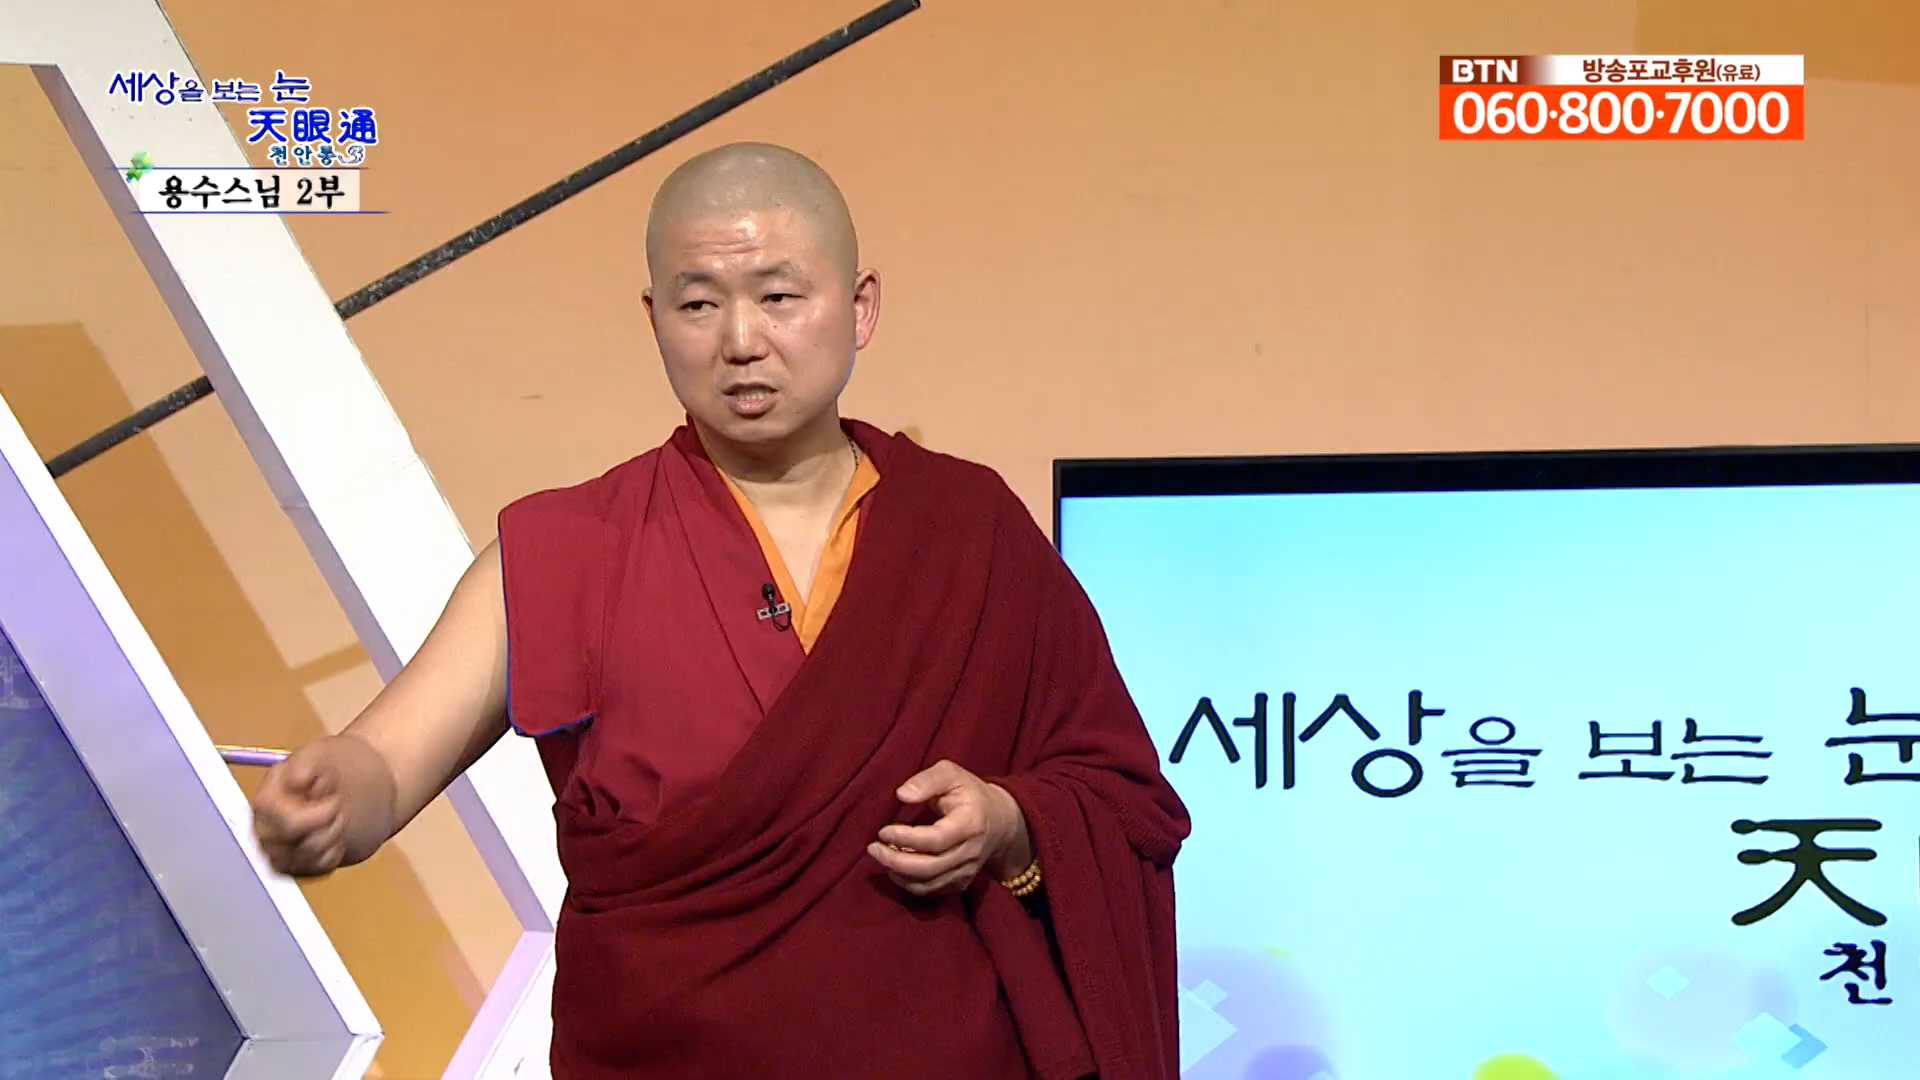 세상을 보는 눈
天眼通
천안통 3
용수스님 2부
BTN 방송포교후원(유료)
060·800·7000
세상을 보는 눈
天
천